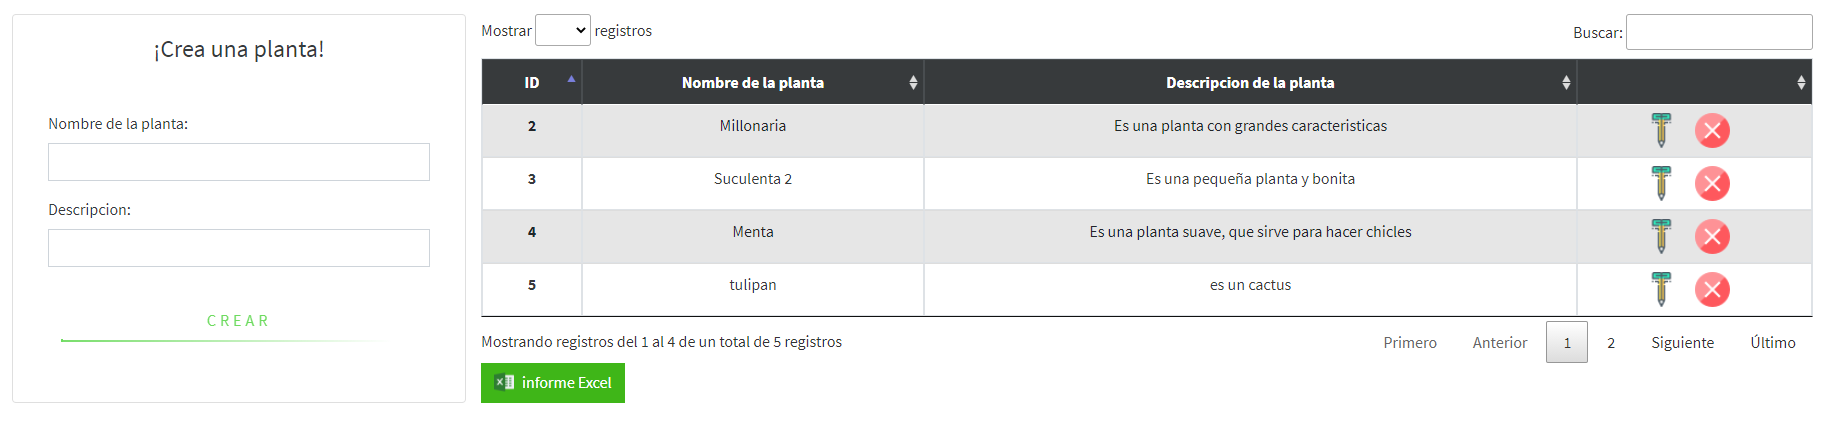 ¡Crea una planta!
Nombre de la planta:
Descripcion:
CREAR
Mostrar registros
Buscar:
ID Nombre de la planta Descripcion de la planta
2 Millonaria Es una planta con grandes caracteristicas
3 Suculenta 2 Es una pequeña planta y bonita
4 Menta Es una planta suave, que sirve para hacer chicles
5 tulipan es un cactus
Mostrando registros del 1 al 4 de un total de 5 registros
Primero Anterior 1 2 Siguiente Último
informe Excel